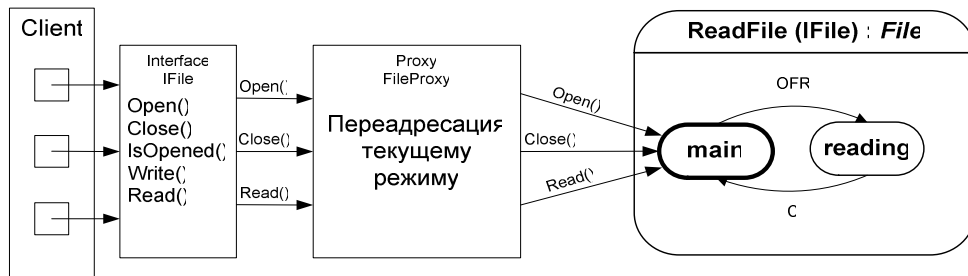 Client
Interface
IFile
Open()
Close()
IsOpened()
Write()
Read()
Open()
Close()
Read()
Proxy
FileProxy
Переадресация
текущему
режиму
Open()
Close()
Read()
ReadFile (IFile) : File
OFR
main
reading
C